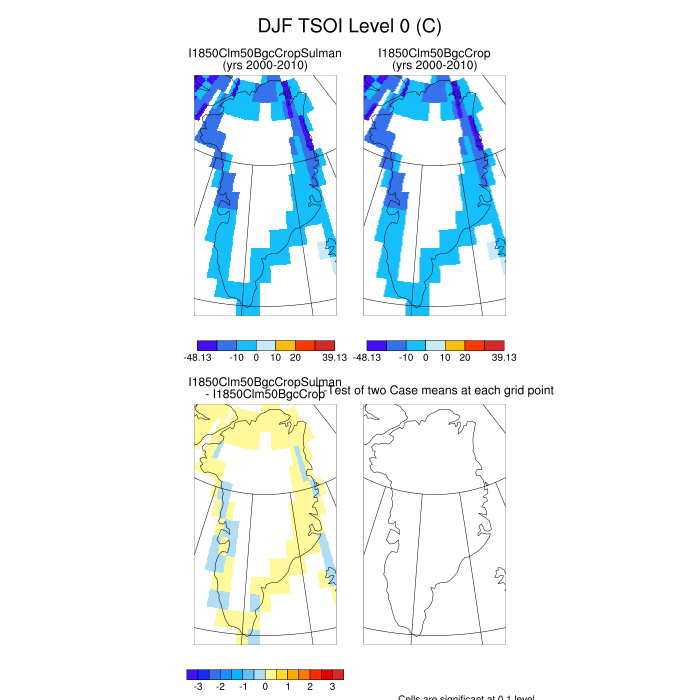 DJF TSOI Level 0 (C)
I1850Clm50BgcCropSulman
(yrs 2000-2010)
I1850Clm50BgcCrop
(yrs 2000-2010)
-48.13 -10 0 10 20 39.13
-48.13 -10 0 10 20 39.13
I1850Clm50BgcCropSulman
- I1850Clm50BgcCrop
-Test of two Case means at each grid point
-3 -2 -1 0 1 2 3
Cells are significant at 0.1 level